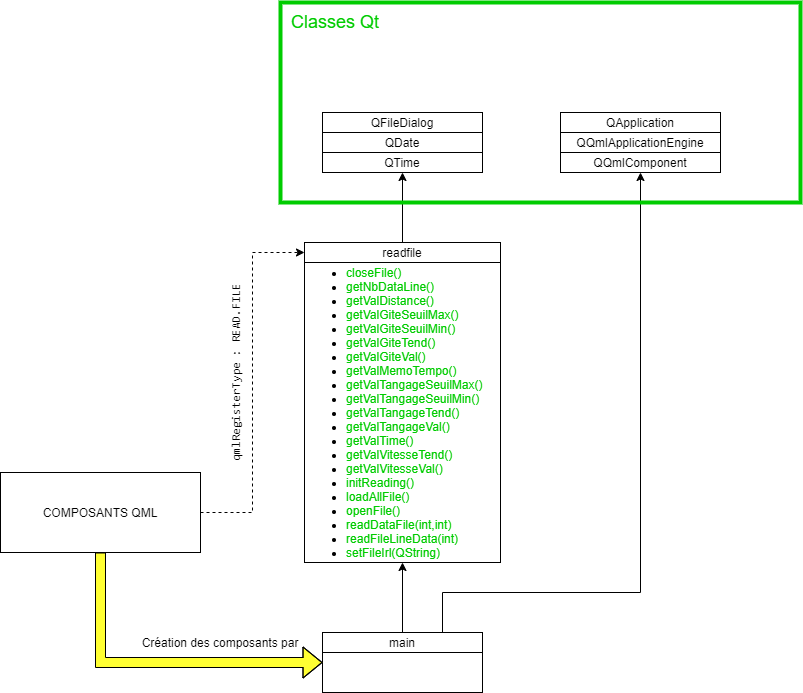 Classes Qt
QFileDialog
QDate
QTime
QApplication
QQmlApplicationEngine
QQmlComponent
readfile
closeFile()
getNbDataLine()
getValDistance()
getValGiteSeuilMax()
getValGiteSeuilMin()
getValGiteTend()
getValGiteVal()
getValMemoTempo()
getValTangageSeuilMax()
getValTangageSeuilMin()
getValTangageTend()
getValTangageVal()
getValTime()
getValVitesseTend()
getValVitesseVal()
initReading()
loadAllFile()
openFile()
readDataFile(int,int)
readFileLineData(int)
setFileIrl(QString)
qmlRegisterType : READ.FILE
COMPOSANTS QML
Création des composants par
main